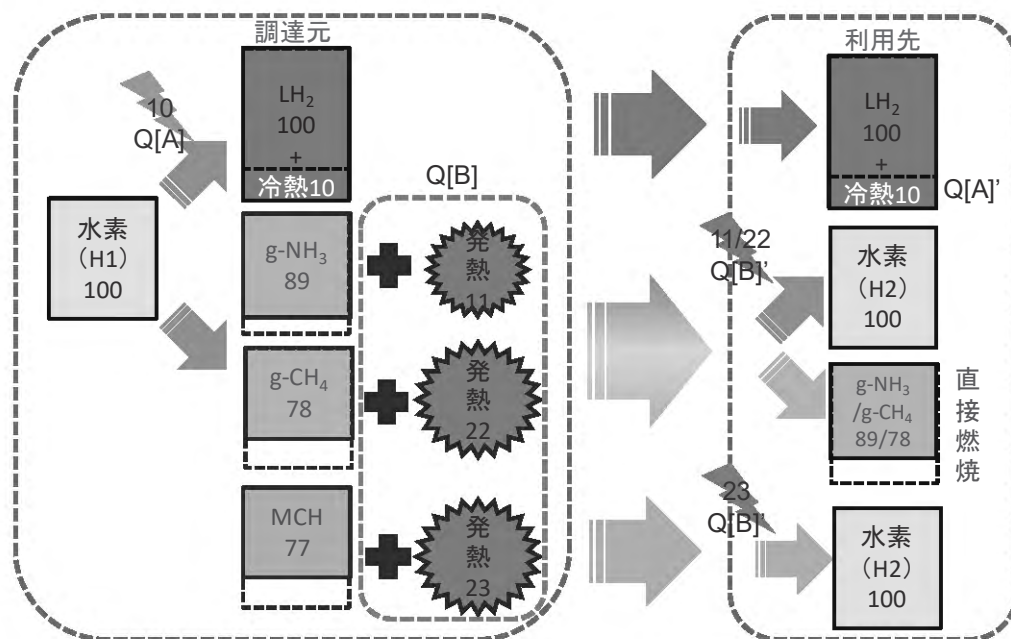 調達元
10
Q[A]
LH₂
100
+
冷熱10
Q[B]
水素
（H1）
100
g-NH₃
89
発
熱
11
g-CH₄
78
発
熱
22
MCH
77
発
熱
23
利用先
LH₂
100
+
冷熱10
Q[A]'
11/22
Q[B]'
水素
（H2）
100
g-NH₃
/g-CH₄
89/78
直
接
燃
焼
23
Q[B]'
水素
（H2）
100